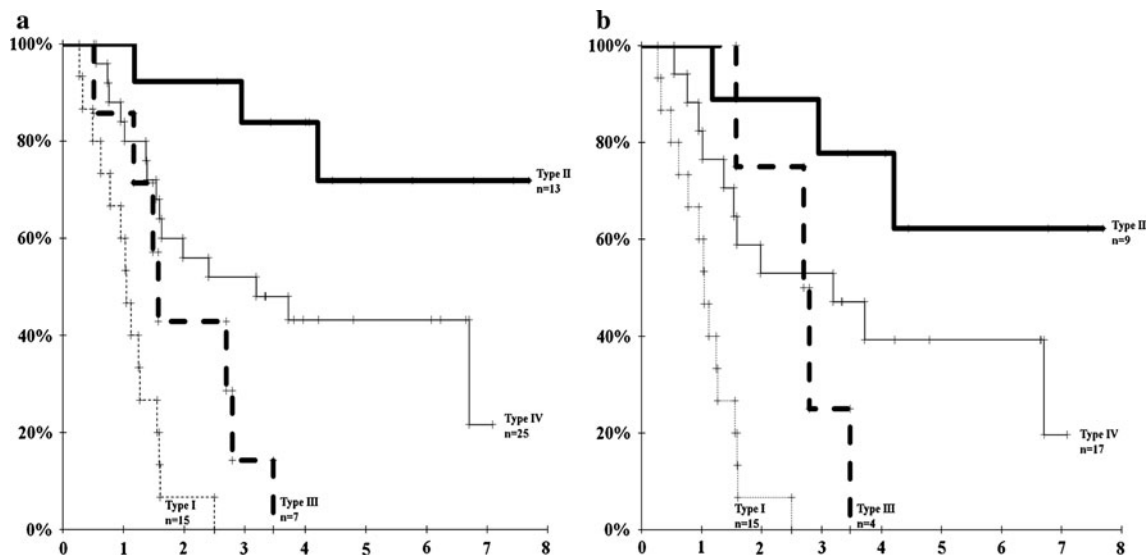 a
100%
80%
60%
40%
20%
0%
0 1 2 3 4 5 6 7 8
Type II
n=13
Type IV
n=25
Type I
n=15
Type III
n=7
b
100%
80%
60%
40%
20%
0%
0 1 2 3 4 5 6 7 8
Type II
n=9
Type IV
n=17
Type I
n=15
Type III
n=4